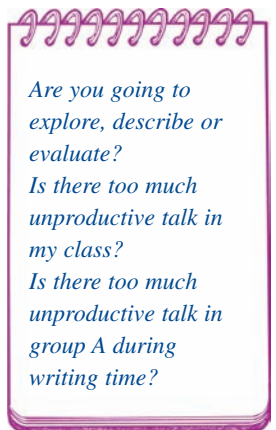 Are you going to
explore, describe or
evaluate?
Is there too much
unproductive talk in
my class?
Is there too much
unproductive talk in
group A during
writing time?